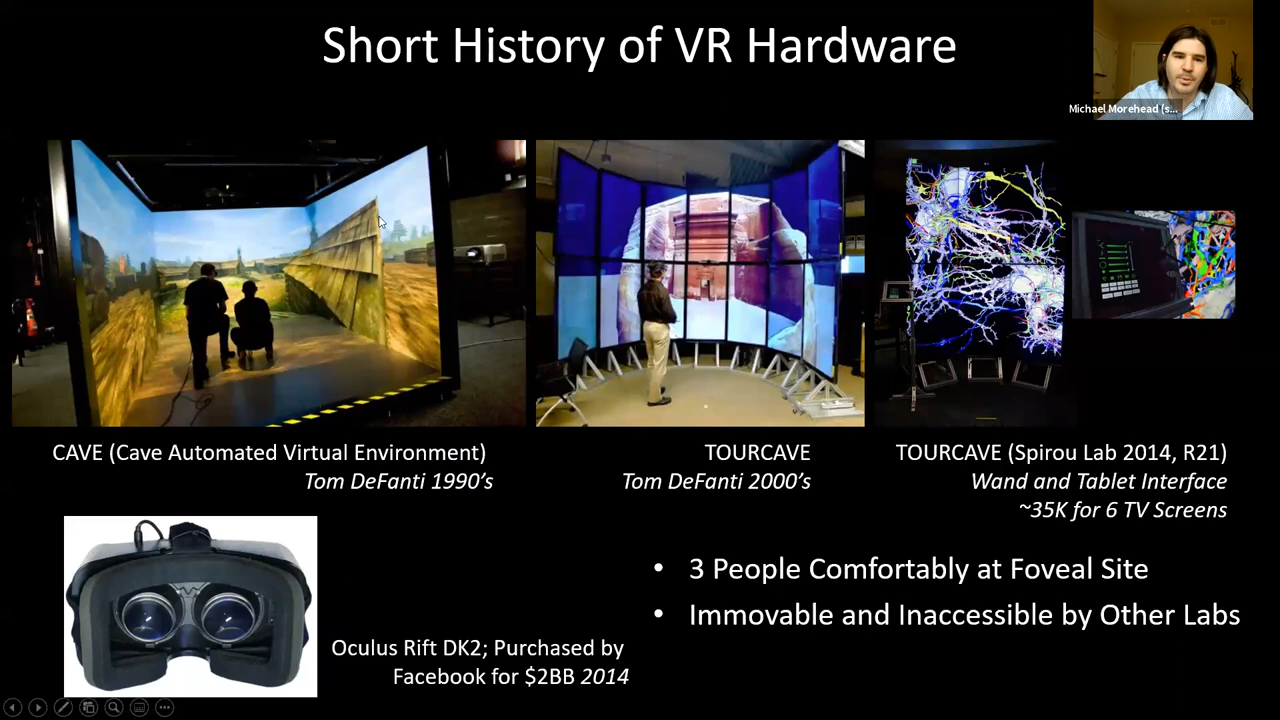 Short History of VR Hardware
Michael Morehead (s...
CAVE (Cave Automated Virtual Environment)
Tom DeFanti 1990's
TOURCAVE
Tom DeFanti 2000's
TOURCAVE (Spirou Lab 2014, R21)
Wand and Tablet Interface
~35K for 6 TV Screens
• 3 People Comfortably at Foveal Site
• Immovable and Inaccessible by Other Labs
Oculus Rift DK2; Purchased by
Facebook for $2BB 2014